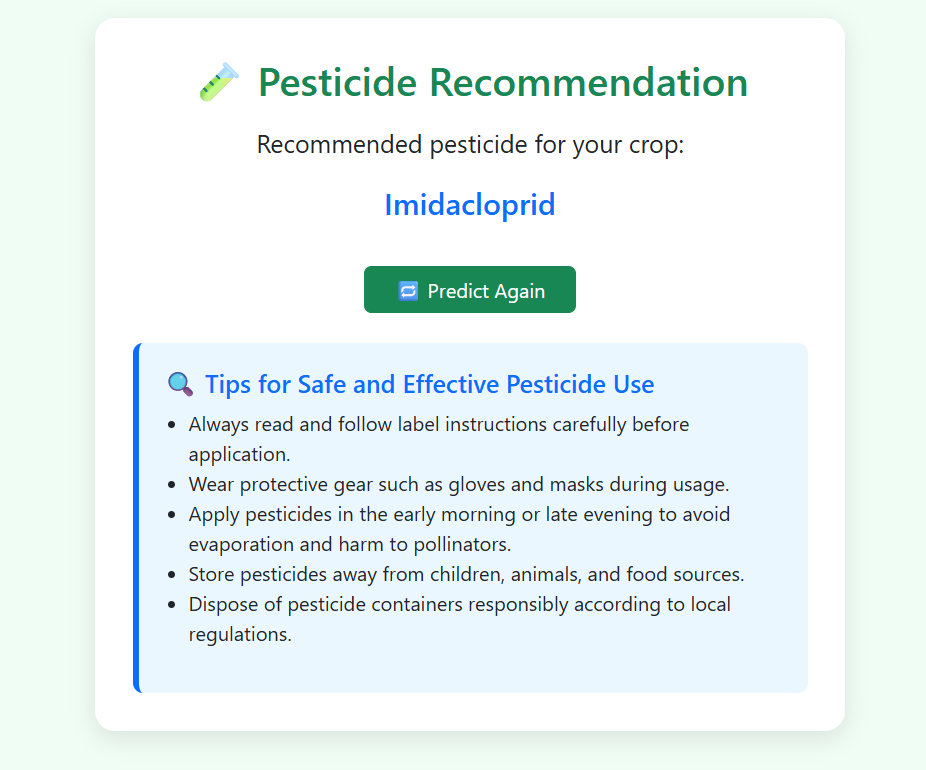 Pesticide Recommendation
Recommended pesticide for your crop:
Imidacloprid
Predict Again
Tips for Safe and Effective Pesticide Use
• Always read and follow label instructions carefully before
application.
• Wear protective gear such as gloves and masks during usage.
• Apply pesticides in the early morning or late evening to avoid
evaporation and harm to pollinators.
• Store pesticides away from children, animals, and food sources.
• Dispose of pesticide containers responsibly according to local
regulations.